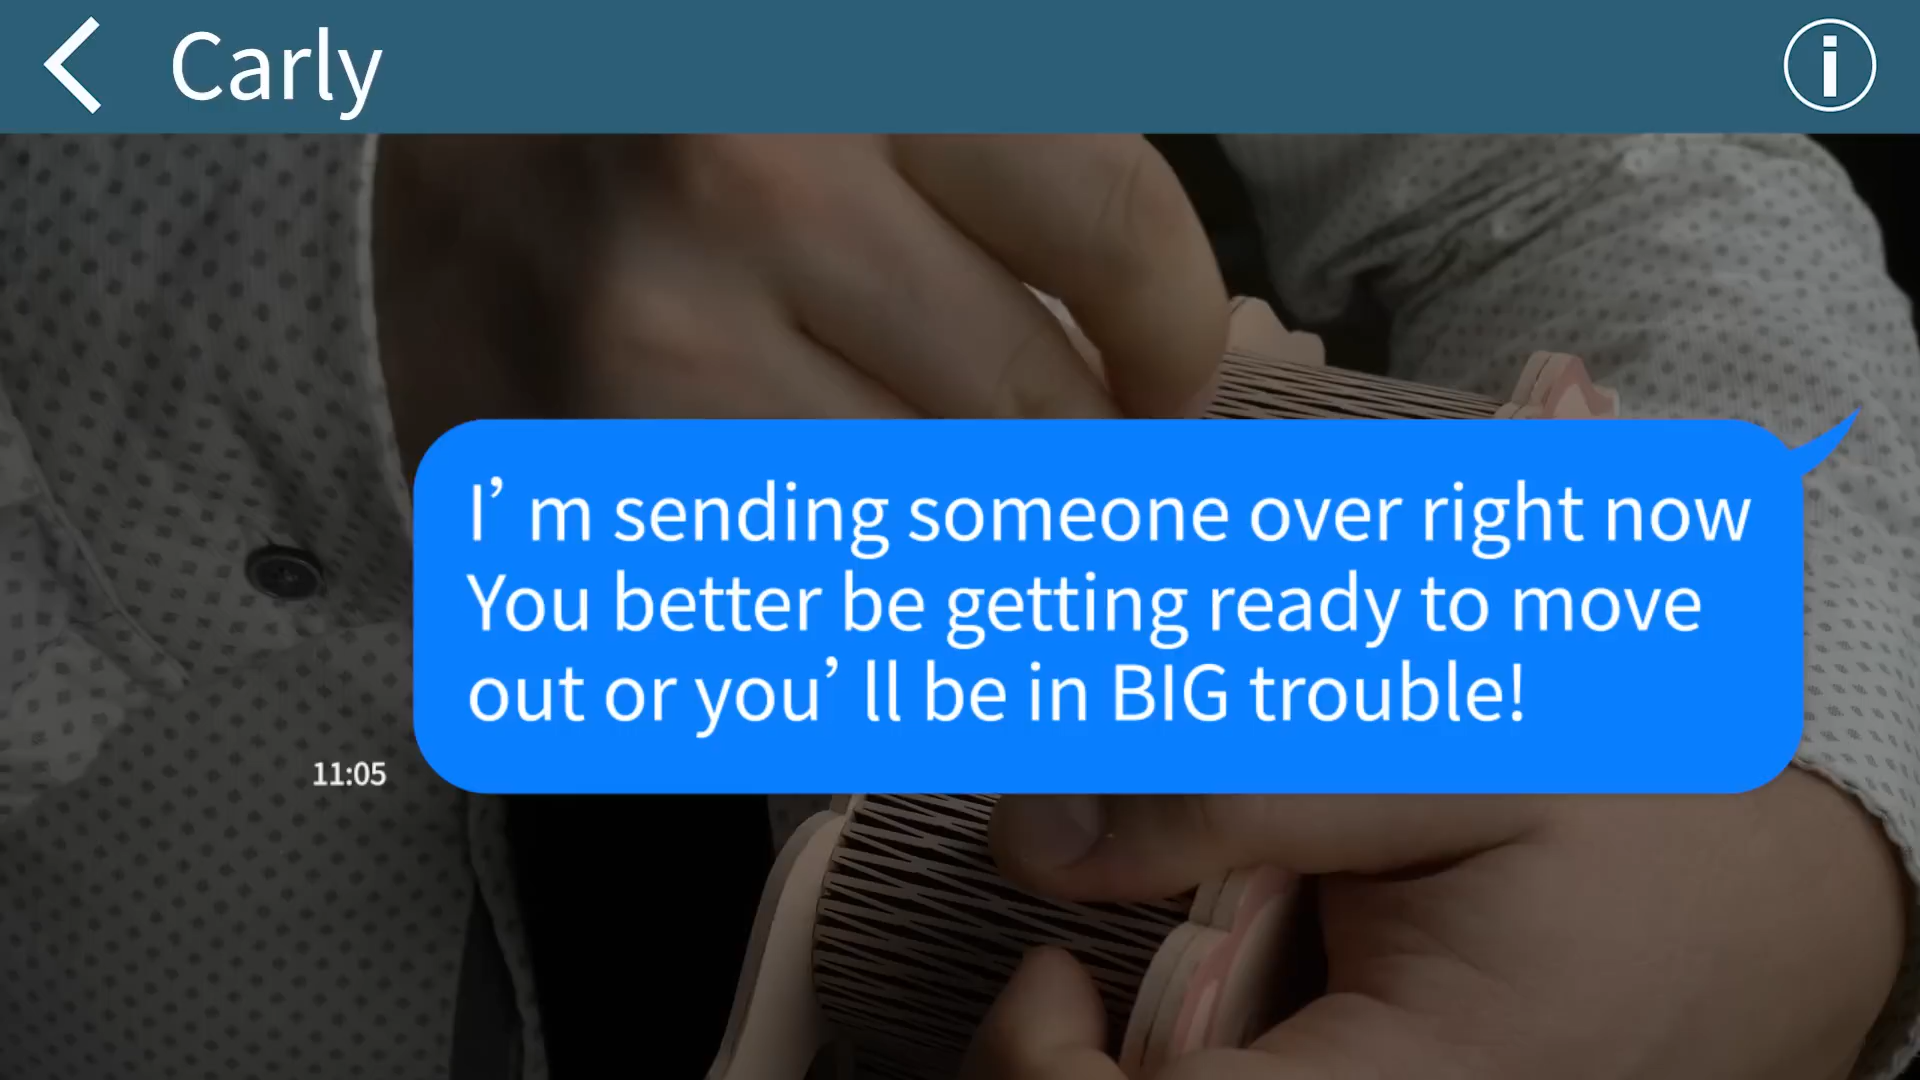 Carly
I’m sending someone over right now
You better be getting ready to move
out or you’ll be in BIG trouble!
11:05